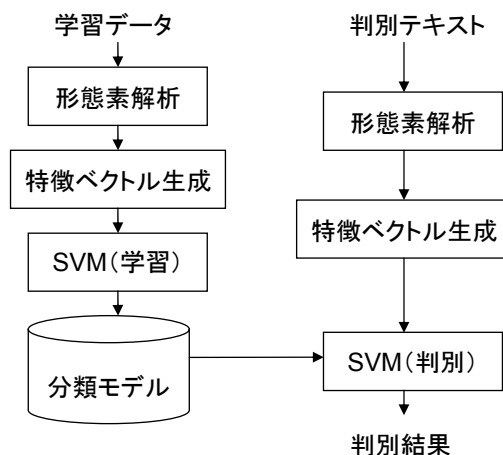 学習データ
形態素解析
特徴ベクトル生成
SVM(学習)
分類モデル
判別テキスト
形態素解析
特徴ベクトル生成
SVM(判別)
判別結果